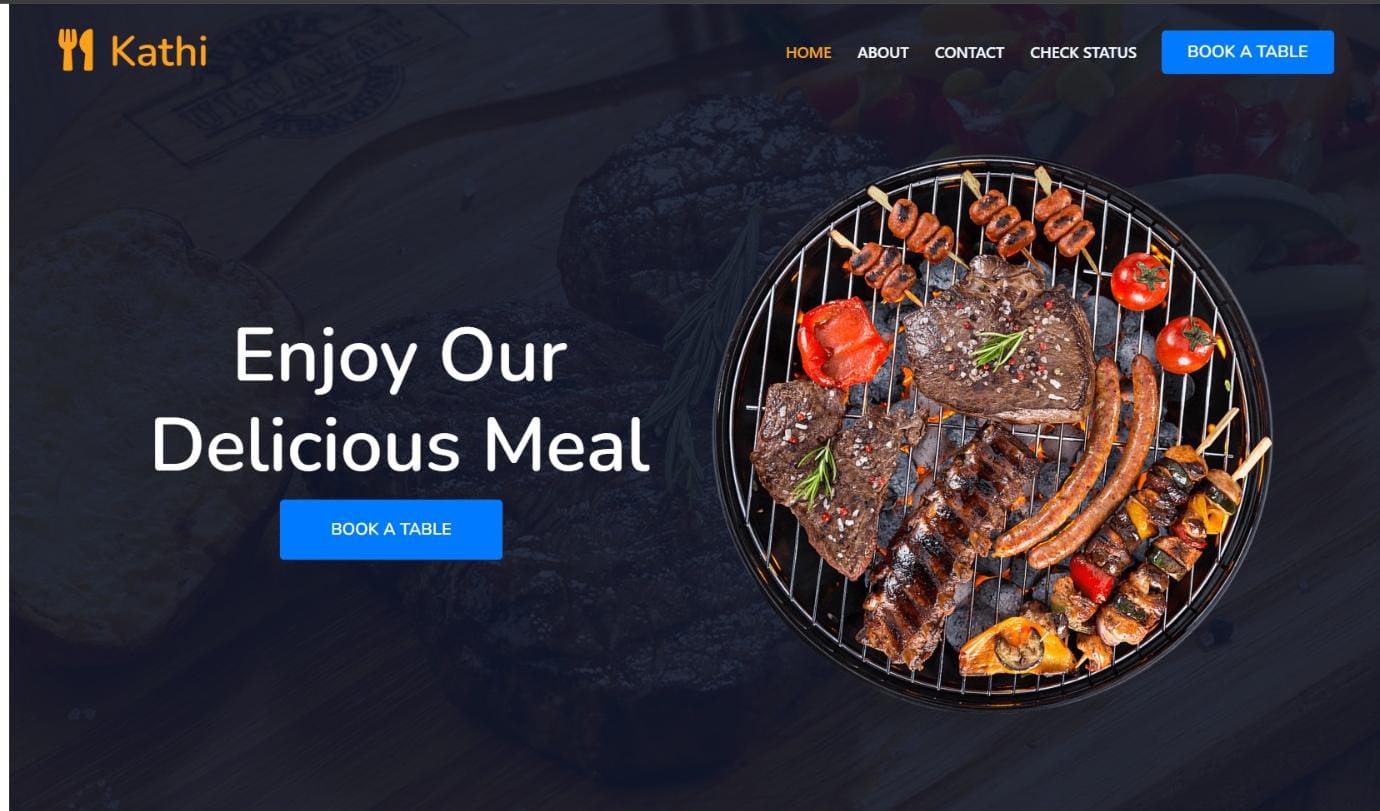 Kathi
HOME ABOUT CONTACT CHECK STATUS BOOK A TABLE
Enjoy Our
Delicious Meal
BOOK A TABLE